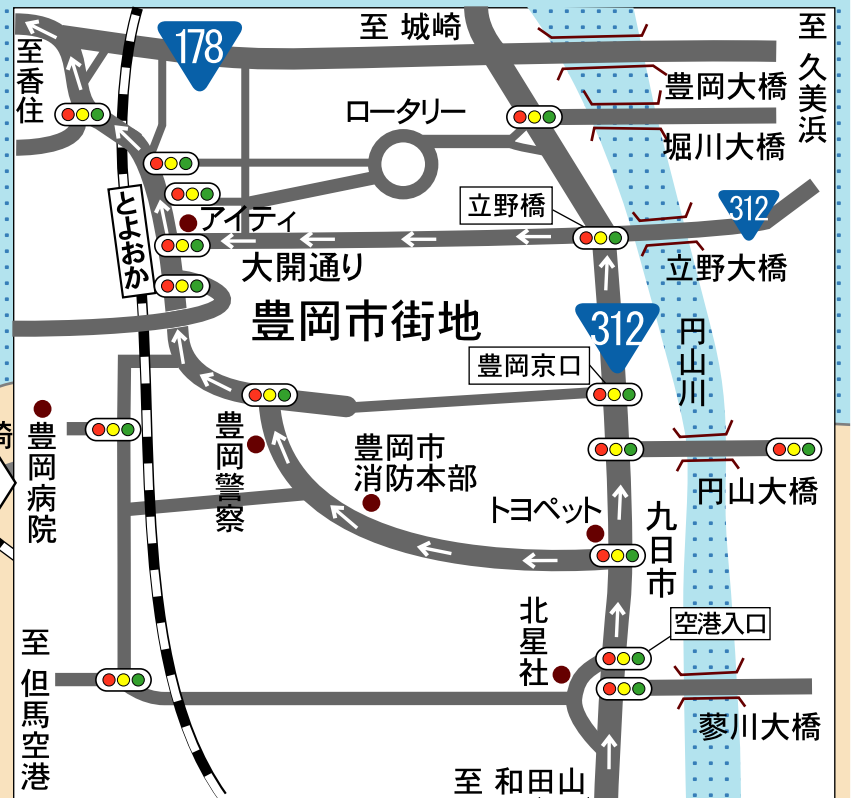 至 城崎
至 久美浜
178
至香住
豊岡大橋
ロータリー
堀川大橋
立野橋
312
とよおか
アイティ
大開通り
立野大橋
豊岡市街地
312
円山川
豊岡京口
崎
豊岡病院
豊岡警察
豊岡市
消防本部
円山大橋
トヨペット
九日市
北星社
空港入口
至 但馬空港
蓼川大橋
至 和田山